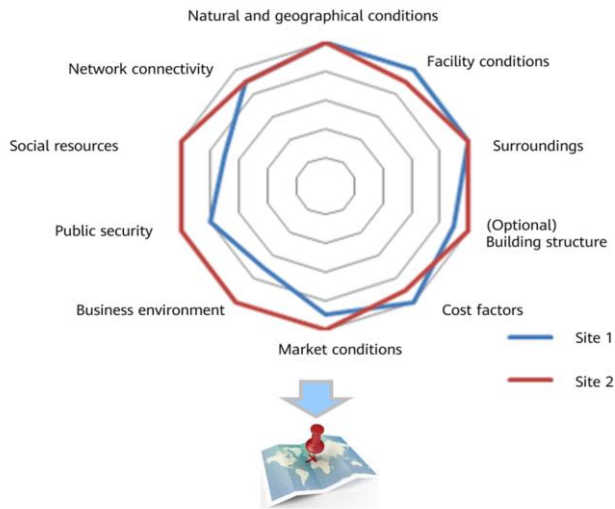 Natural and geographical conditions
Network connectivity
Facility conditions
Social resources
Surroundings
Public security
(Optional)
Building structure
Business environment
Cost factors
Market conditions
Site 1
Site 2